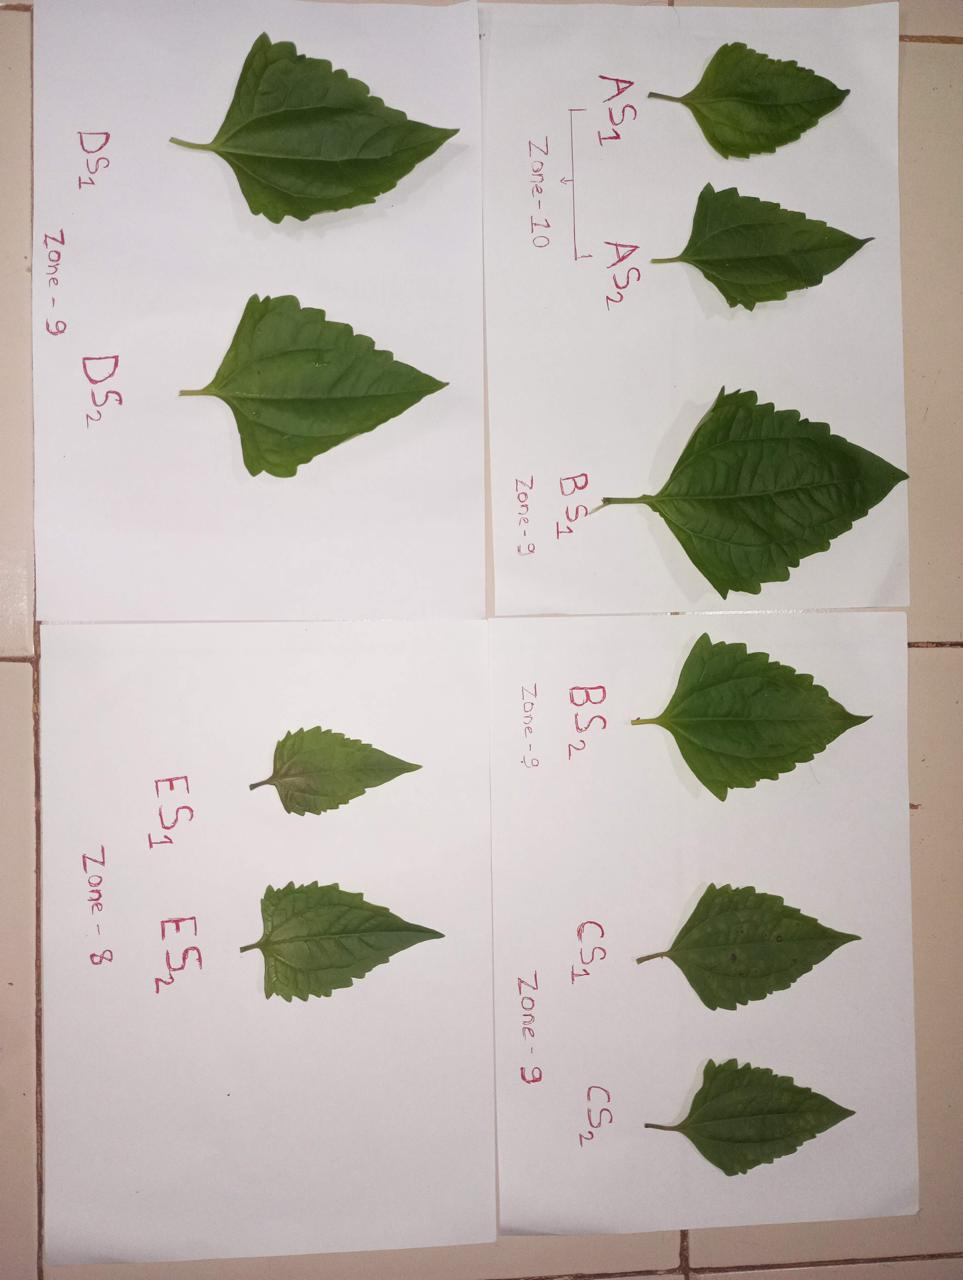 AS1
Zone-10
AS2
BS1
Zone-9
BS2
Zone-9
CS1
Zone-9
CS2
DS1
Zone-9
DS2
ES1
Zone-8
ES2